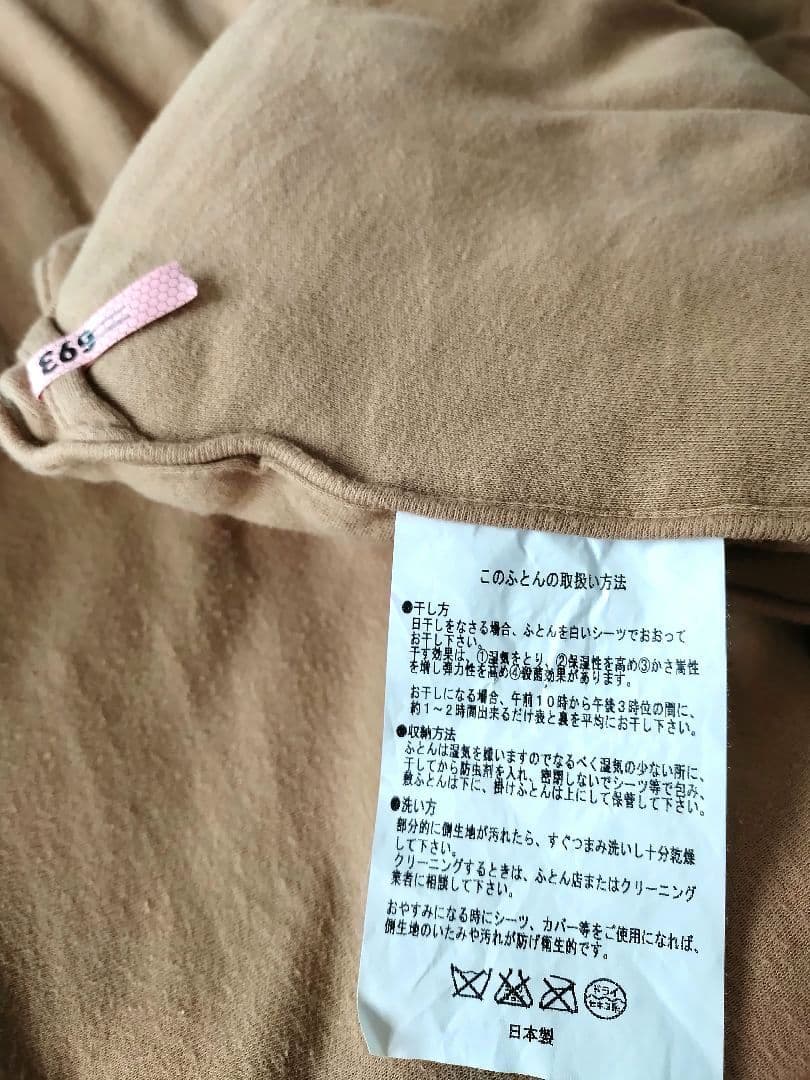 693
このふとんの取扱い方法
●干し方
日干しをなさる場合、ふとんを白いシーツでおおって
お干し下さい。
干す効果は、①湿気をとり、②保湿性を高め③かさ嵩性
を増し弾力性を高め④殺菌効果があります。
お干しになる場合、午前10時から午後3時位の間に、
約1~2時間出来るだけ表と裏を平均にお干し下さい。
●収納方法
ふとんは湿気を嫌いますのでなるべく湿気の少ない所に、
干してから防虫剤を入れ、密閉しないでシーツ等で包み、
敷ふとんは下に、掛けふとんは上にして保管して下さい。
●洗い方
部分的に側生地が汚れたら、すぐつまみ洗いし十分乾燥
して下さい。
クリーニングするときは、ふとん店またはクリーニング
業者に相談して下さい。
おやすみになる時にシーツ、カバー等をご使用になれば、
側生地のいたみや汚れが防げ衛生的です。
ドライ
セキユ系
日本製